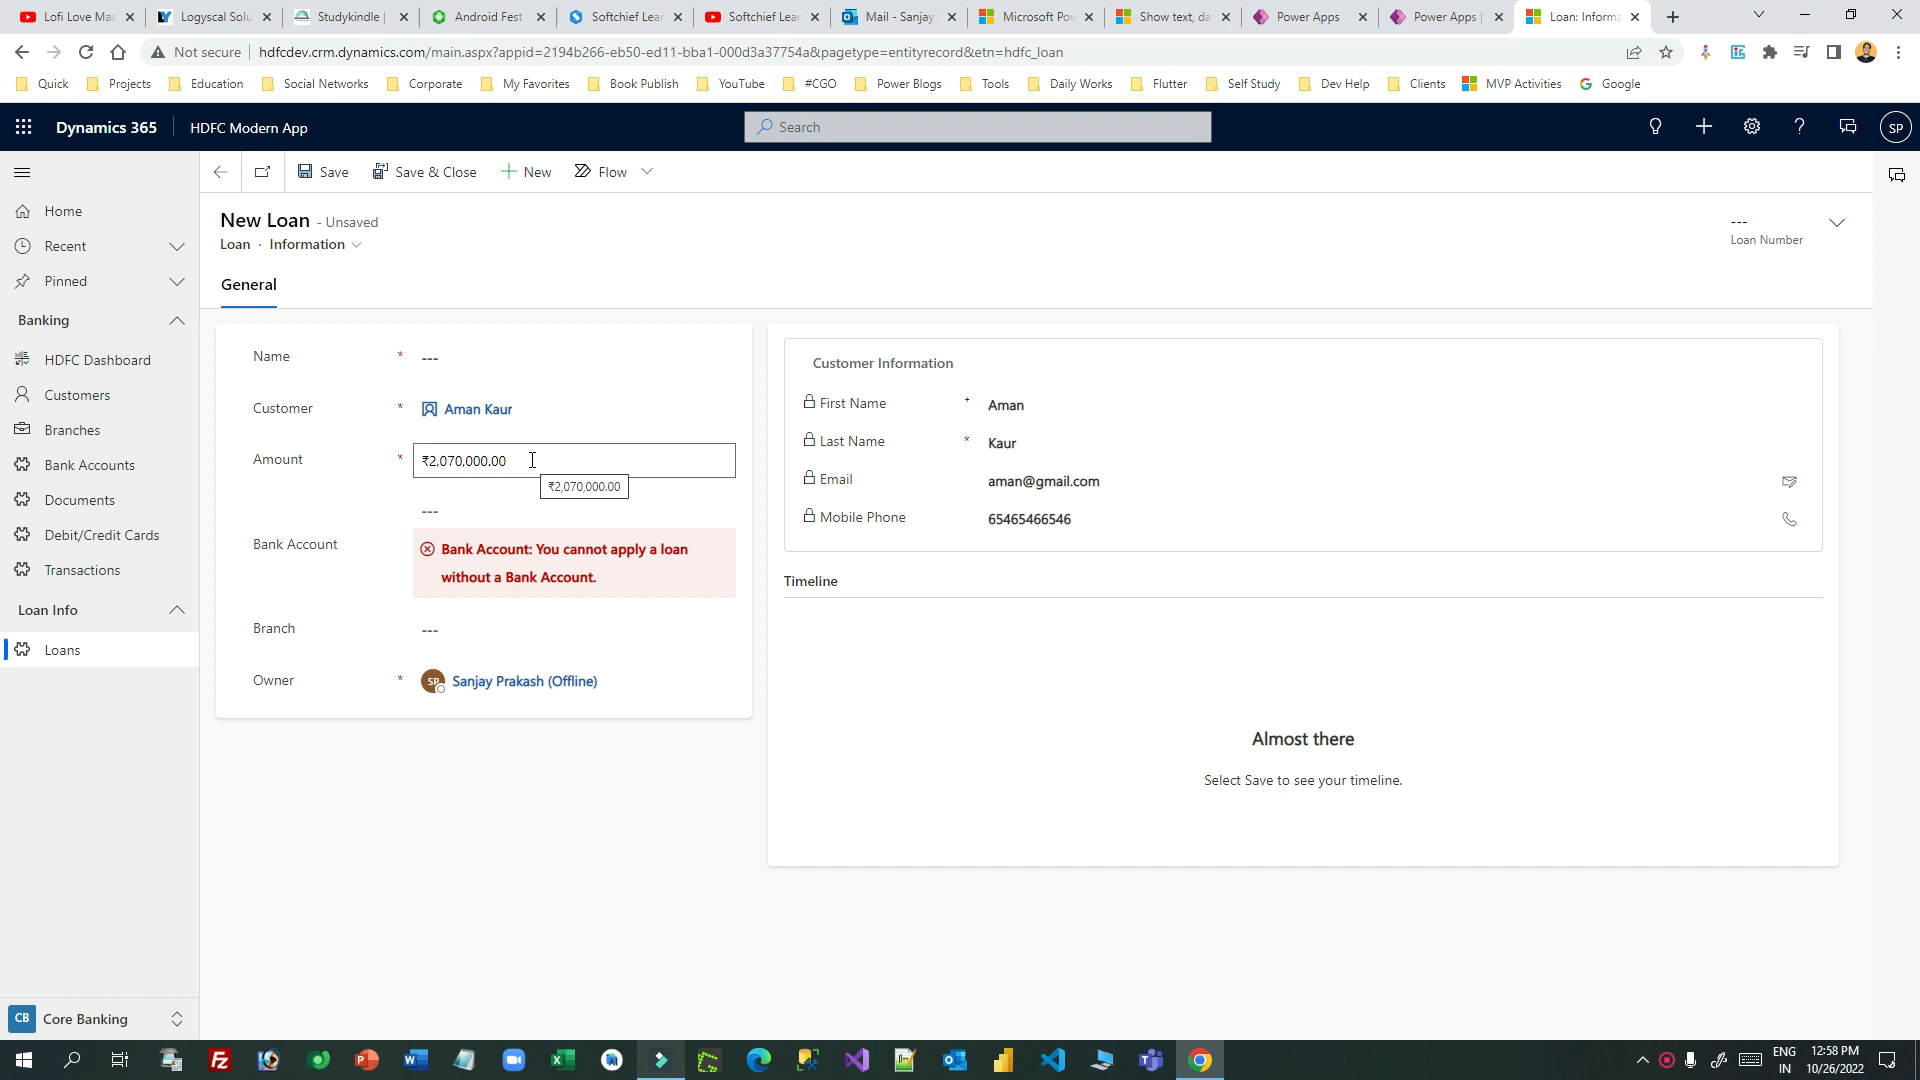 Lofi Love Mas
Logyscal Solu
Studykindle
Android Fest
Softchief Lear
Softchief Lear
Mail - Sanjay
Microsoft Pow
Show text, da
Power Apps
Power Apps
Loan: Informa
Not secure
hdfcdev.crm.dynamics.com/main.aspx?appid=2194b266-eb50-ed11-bba1-000d3a37754a&pagetype=entityrecord&etn=hdfc_loan
Quick
Projects
Education
Social Networks
Corporate
My Favorites
Book Publish
YouTube
#CGO
Power Blogs
Tools
Daily Works
Flutter
Self Study
Dev Help
Clients
MVP Activities
Google
Dynamics 365
HDFC Modern App
Search
SP
Save
Save & Close
New
Flow
Home
Recent
Pinned
Banking
HDFC Dashboard
Customers
Branches
Bank Accounts
Documents
Debit/Credit Cards
Transactions
Loan Info
Loans
CB Core Banking
New Loan - Unsaved
Loan · Information
---
Loan Number
General
Name * ---
Customer * Aman Kaur
Amount * ₹2,070,000.00
₹2,070,000.00
---
Bank Account
Bank Account: You cannot apply a loan
without a Bank Account.
Branch ---
Owner * SP Sanjay Prakash (Offline)
Customer Information
First Name + Aman
Last Name * Kaur
Email aman@gmail.com
Mobile Phone 65465466546
Timeline
Almost there
Select Save to see your timeline.
ENG
IN
12:58 PM
10/26/2022